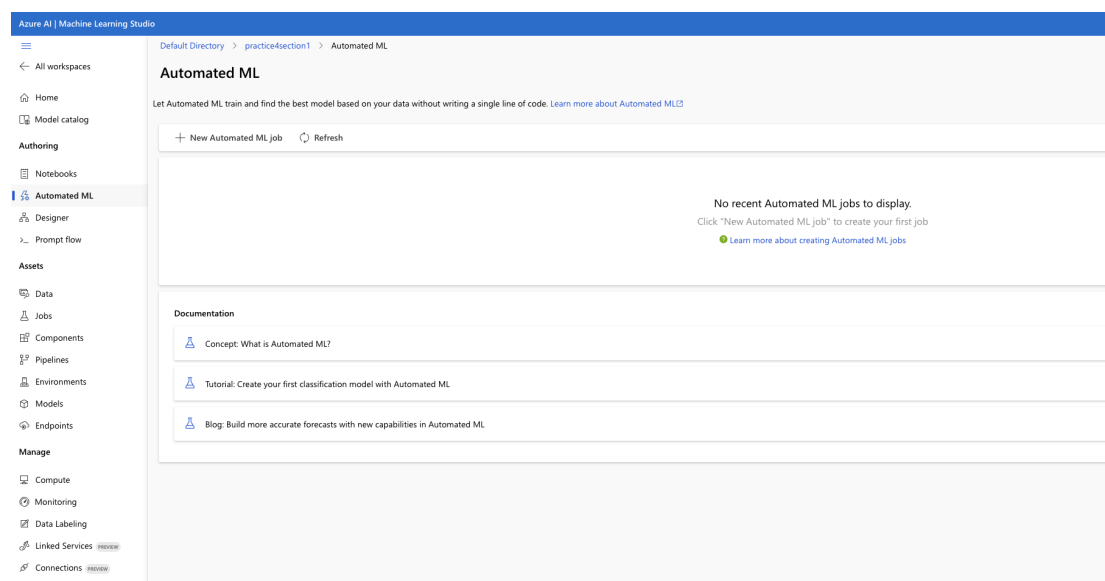 Azure AI | Machine Learning Studio
All workspaces
Home
Model catalog
Authoring
Notebooks
Automated ML
Designer
Prompt flow
Assets
Data
Jobs
Components
Pipelines
Environments
Models
Endpoints
Manage
Compute
Monitoring
Data Labeling
Linked Services PREVIEW
Connections PREVIEW
Default Directory > practice4section1 > Automated ML
Automated ML
Let Automated ML train and find the best model based on your data without writing a single line of code. Learn more about Automated ML
New Automated ML job Refresh
No recent Automated ML jobs to display.
Click "New Automated ML job" to create your first job
Learn more about creating Automated ML jobs
Documentation
Concept: What is Automated ML?
Tutorial: Create your first classification model with Automated ML
Blog: Build more accurate forecasts with new capabilities in Automated ML